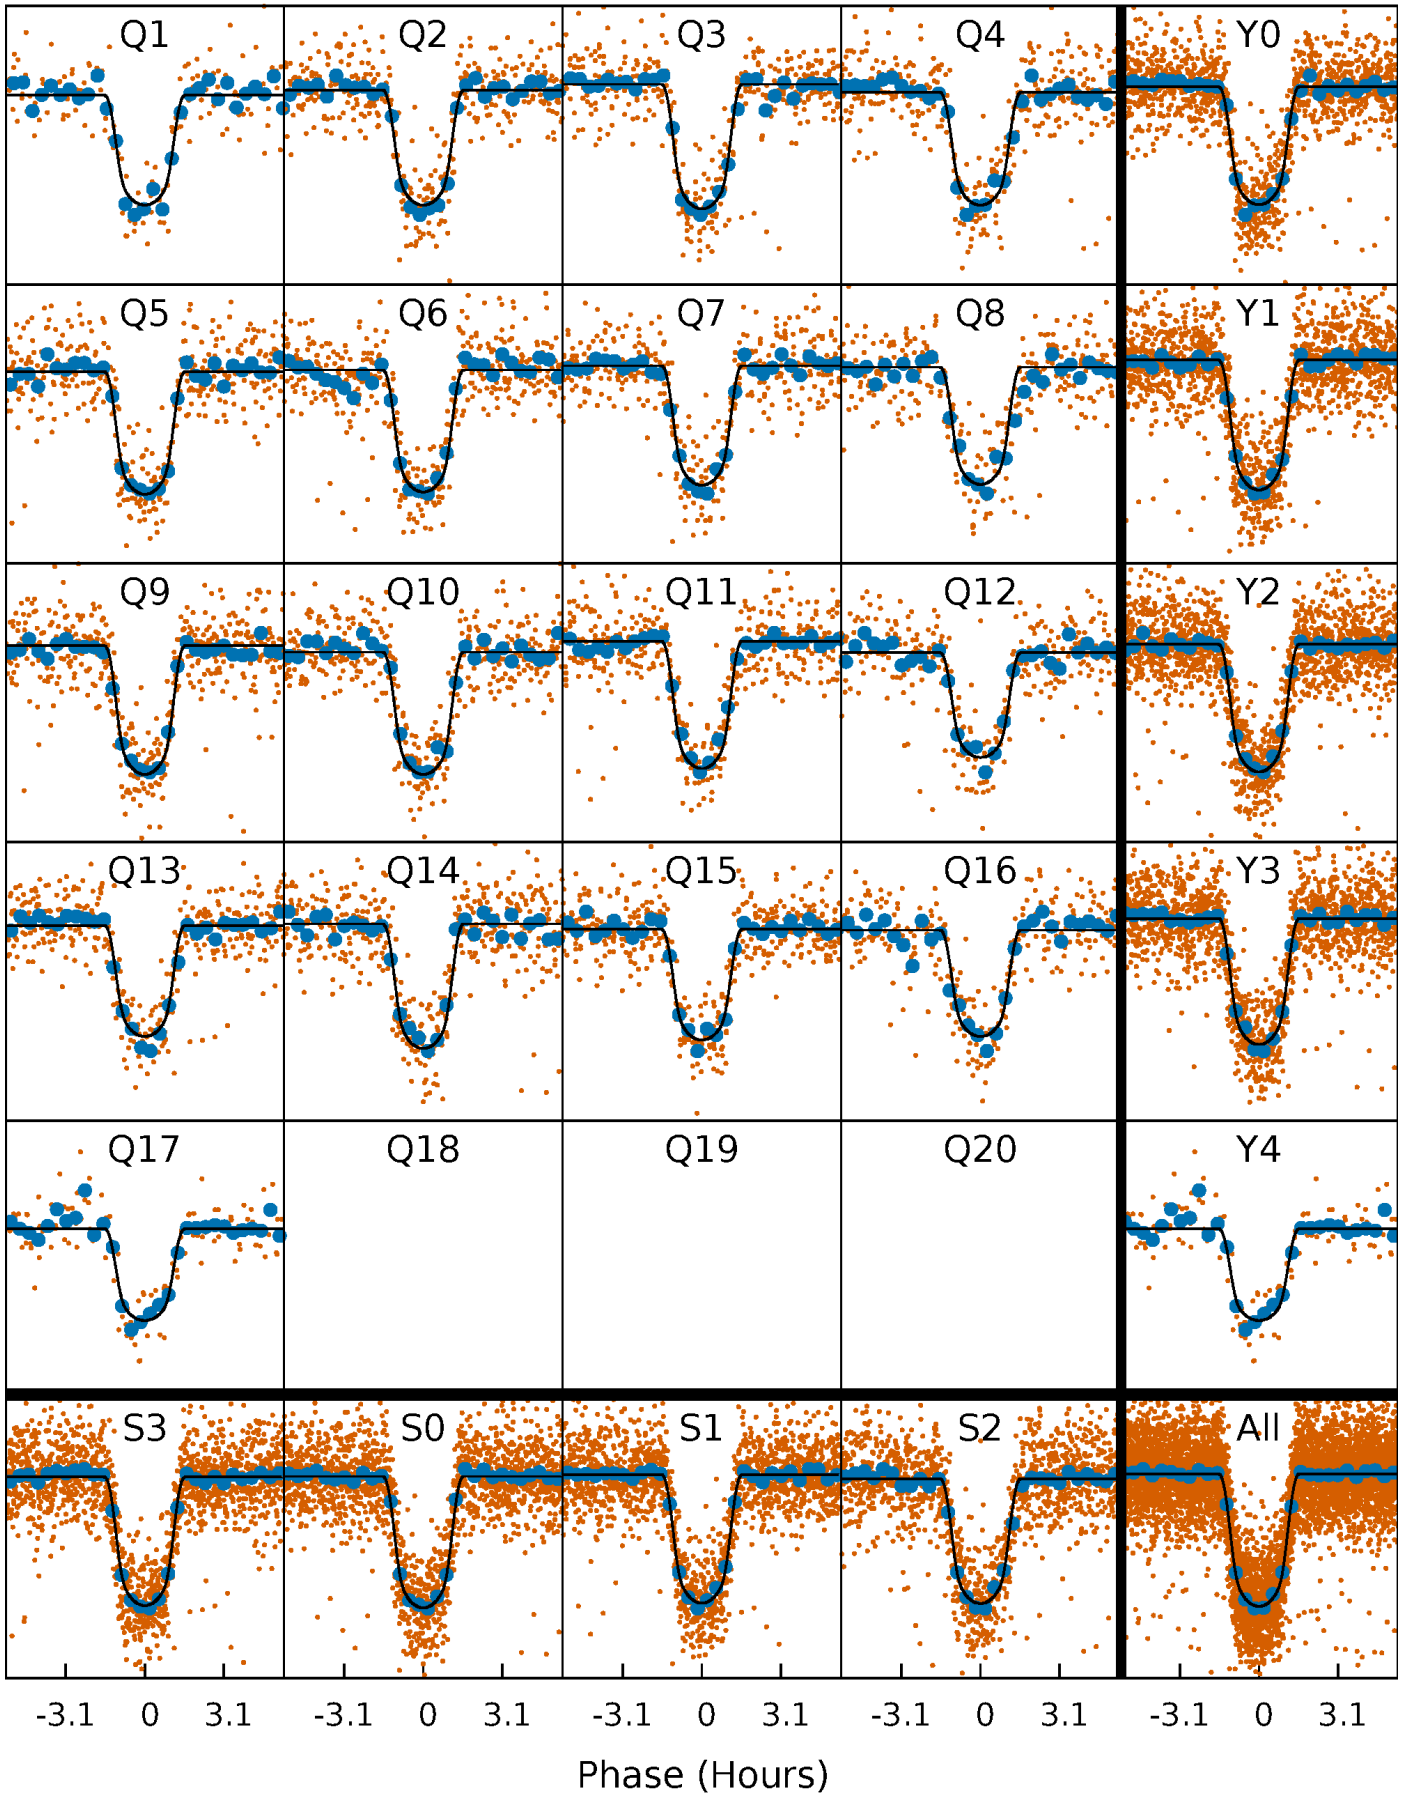 Q1 Q2 Q3 Q4 Y0
Q5 Q6 Q7 Q8 Y1
Q9 Q10 Q11 Q12 Y2
Q13 Q14 Q15 Q16 Y3
Q17 Q18 Q19 Q20 Y4
S3 S0 S1 S2 All
-3.1 0 3.1 -3.1 0 3.1 -3.1 0 3.1 -3.1 0 3.1 -3.1 0 3.1
Phase (Hours)